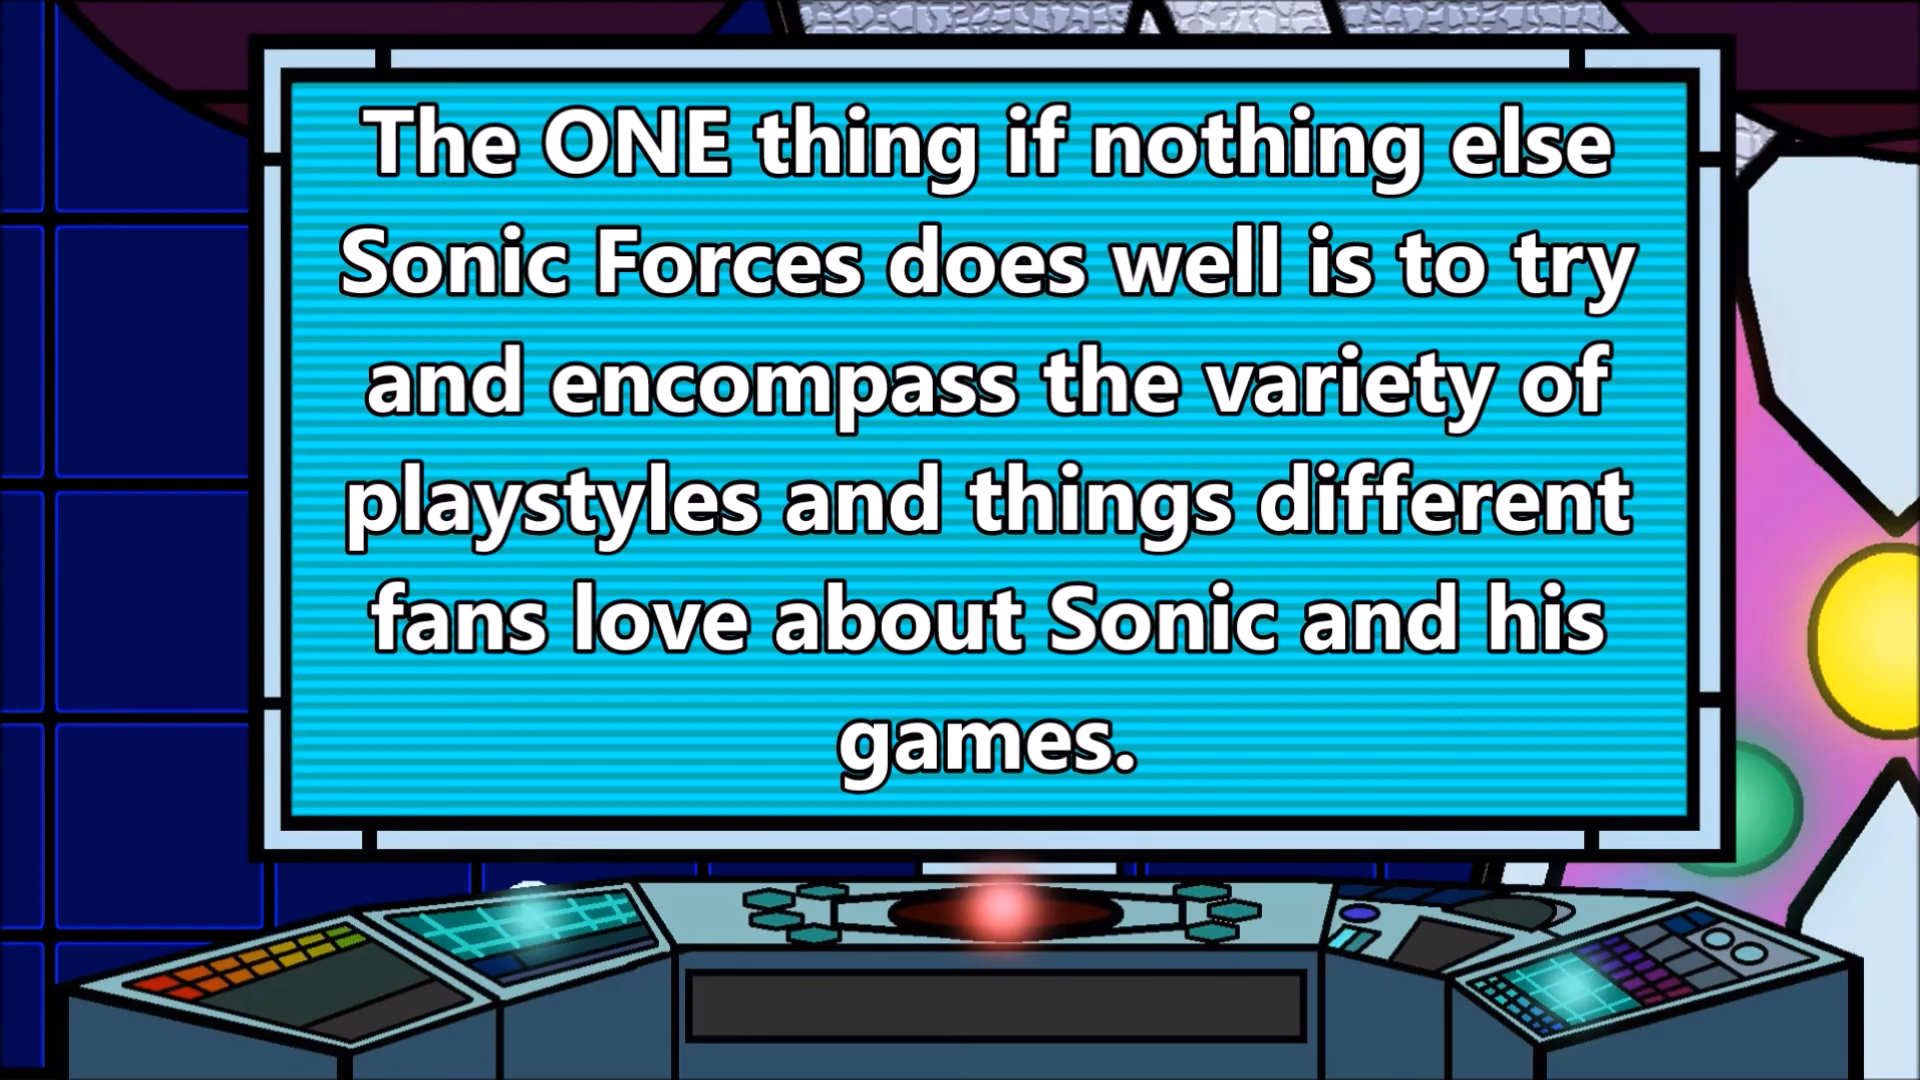 The ONE thing if nothing else
Sonic Forces does well is to try
and encompass the variety of
playstyles and things different
fans love about Sonic and his
games.